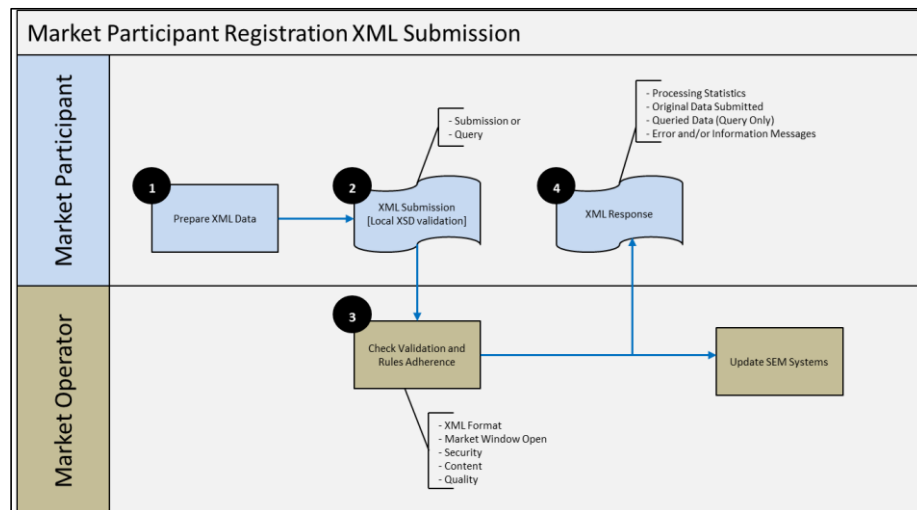 Market Participant Registration XML Submission
Market Participant
- Submission or
- Query
- Processing Statistics
- Original Data Submitted
- Queried Data (Query Only)
- Error and/or Information Messages
1
Prepare XML Data
2
XML Submission
[Local XSD validation]
4
XML Response
Market Operator
3
Check Validation and
Rules Adherence
Update SEM Systems
- XML Format
- Market Window Open
- Security
- Content
- Quality